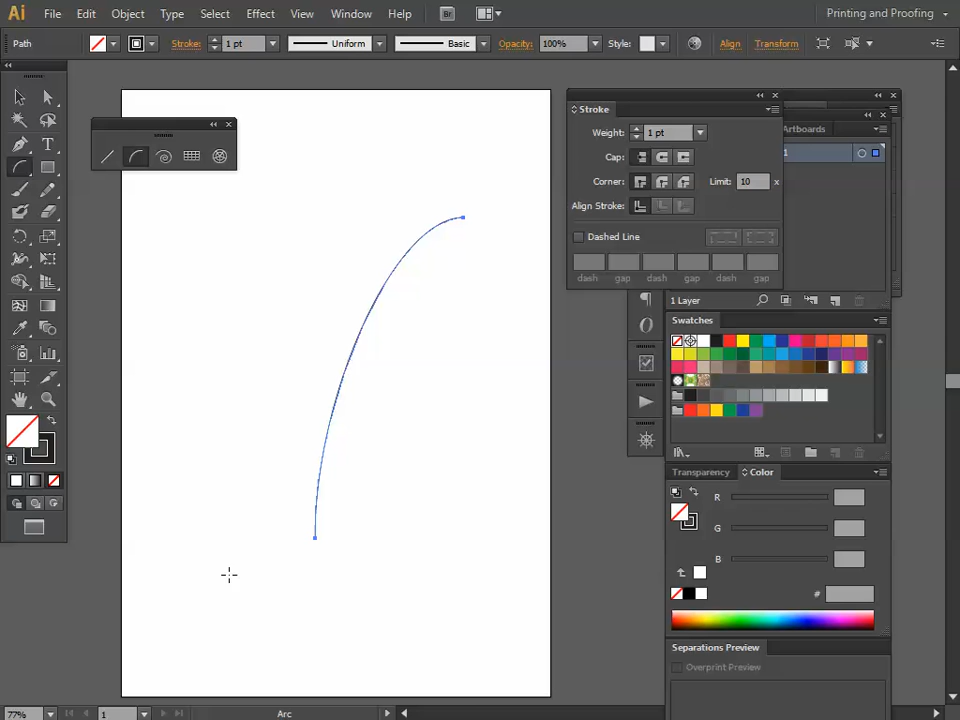 Ai File Edit Object Type Select Effect View Window Help Br Printing and Proofing
Path Stroke: 1 pt Uniform Basic Opacity: 100% Style: Align Transform
Stroke
Artboards
Weight: 1 pt
Cap:
1
Corner: Limit: 10 x
Align Stroke:
Dashed Line
dash gap dash gap dash gap
1 Layer
Swatches
Transparency Color
R
G
B
#
Separations Preview
Overprint Preview
77% 1 Arc